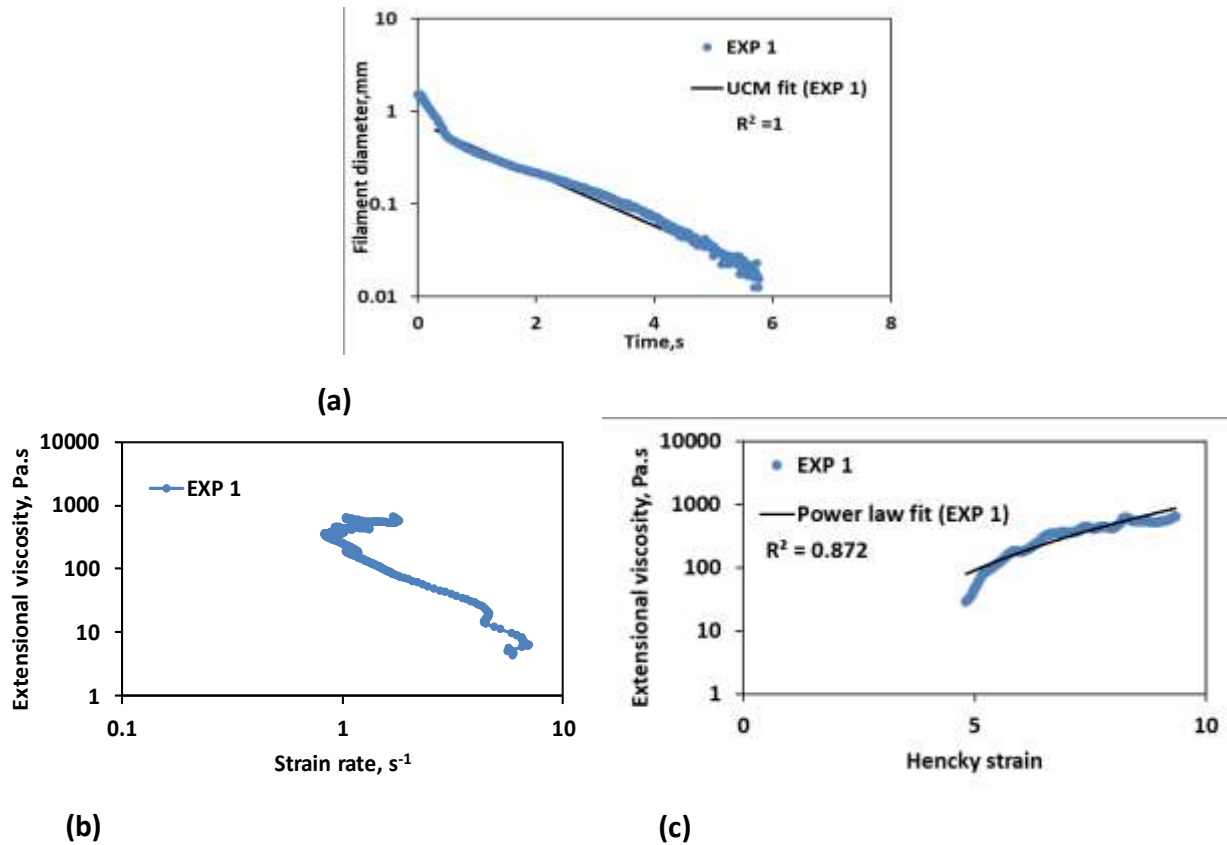 10
1
0.1
0.01
Filament diameter,mm
EXP 1
UCM fit (EXP 1)
R² =1
0 2 4 6 8
Time,s
(a)
10000
1000
100
10
1
Extensional viscosity, Pa.s
EXP 1
0.1 1 10
Strain rate, s⁻¹
(b)
10000
1000
100
10
1
Extensional viscosity, Pa.s
EXP 1
Power law fit (EXP 1)
R² = 0.872
0 5 10
Hencky strain
(c)